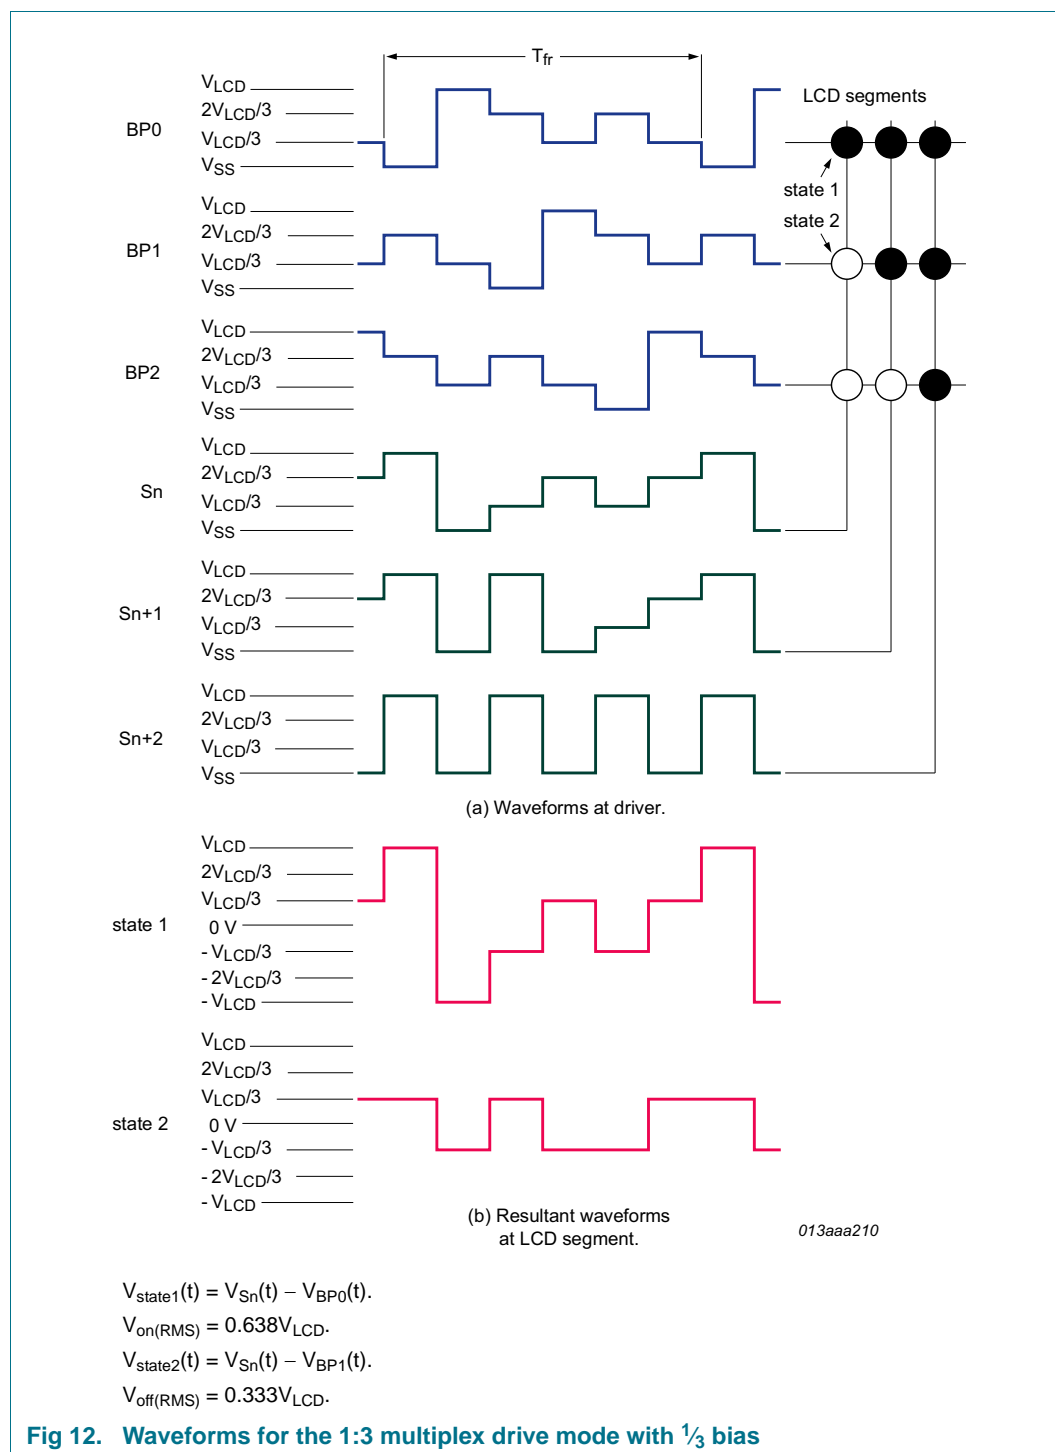 Tfr
BP0
VLCD
2VLCD/3
VLCD/3
VSS
LCD segments
state 1
state 2
BP1
VLCD
2VLCD/3
VLCD/3
VSS
BP2
VLCD
2VLCD/3
VLCD/3
VSS
Sn
VLCD
2VLCD/3
VLCD/3
VSS
Sn+1
VLCD
2VLCD/3
VLCD/3
VSS
Sn+2
VLCD
2VLCD/3
VLCD/3
VSS
(a) Waveforms at driver.
state 1
VLCD
2VLCD/3
VLCD/3
0 V
- VLCD/3
- 2VLCD/3
- VLCD
state 2
VLCD
2VLCD/3
VLCD/3
0 V
- VLCD/3
- 2VLCD/3
- VLCD
(b) Resultant waveforms
at LCD segment.
013aaa210
Vstate1(t) = VSn(t) − VBP0(t).
Von(RMS) = 0.638VLCD.
Vstate2(t) = VSn(t) − VBP1(t).
Voff(RMS) = 0.333VLCD.
Fig 12. Waveforms for the 1:3 multiplex drive mode with 1⁄3 bias